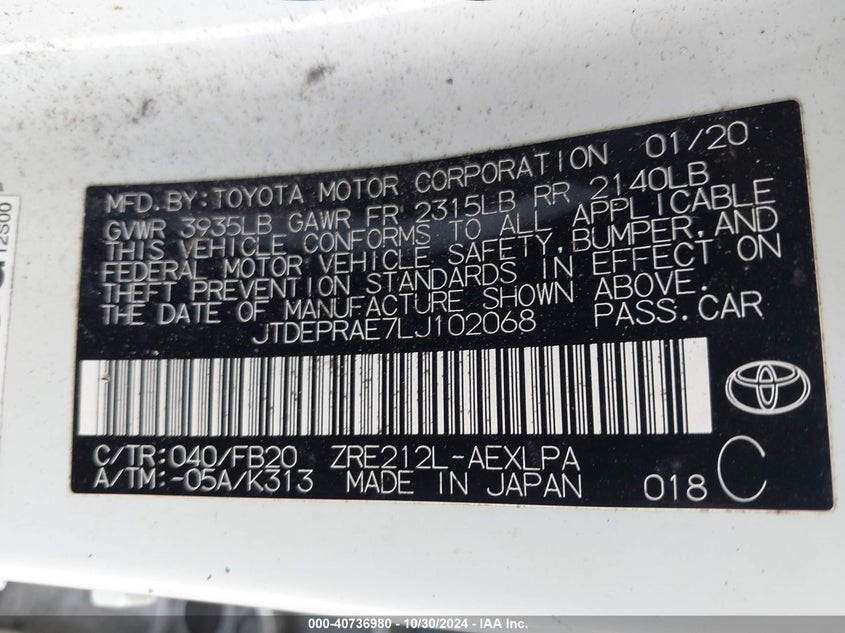 MFD.BY:TOYOTA MOTOR CORPORATION 01/20
GVWR 3935LB GAWR FR 2315LB RR 2140LB
THIS VEHICLE CONFORMS TO ALL APPLICABLE
FEDERAL MOTOR VEHICLE SAFETY,BUMPER,AND
THEFT PREVENTION STANDARDS IN EFFECT ON
THE DATE OF MANUFACTURE SHOWN ABOVE.
JTDEPRAE7LJ102068 PASS.CAR
C/TR:040/FB20 ZRE212L-AEXLPA
A/TM:-05A/K313 MADE IN JAPAN 018 C
12S00
000-40736980 - 10/30/2024 - IAA Inc.